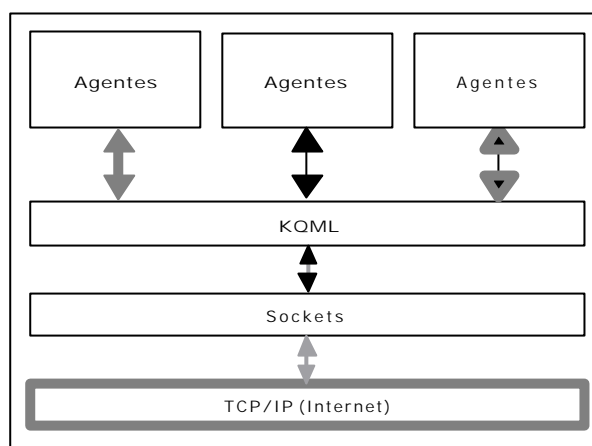 Agentes Agentes Agentes
KQML
Sockets
TCP/IP (Internet)